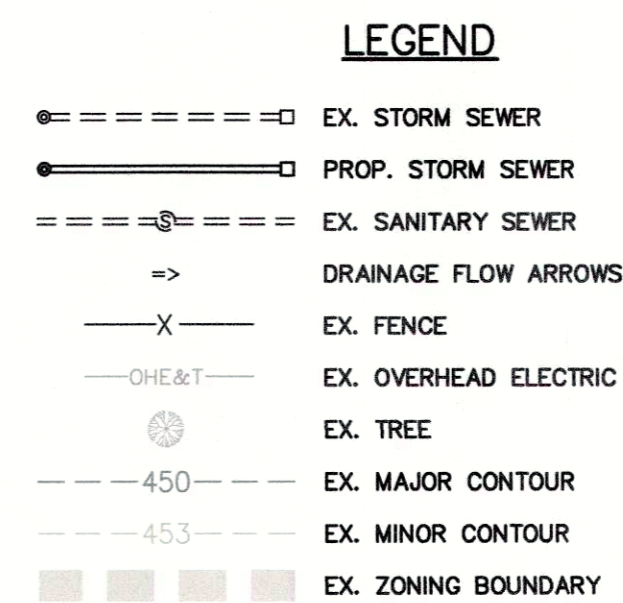 LEGEND
EX. STORM SEWER
PROP. STORM SEWER
S EX. SANITARY SEWER
=> DRAINAGE FLOW ARROWS
X EX. FENCE
OHE&T EX. OVERHEAD ELECTRIC
EX. TREE
450 EX. MAJOR CONTOUR
453 EX. MINOR CONTOUR
EX. ZONING BOUNDARY